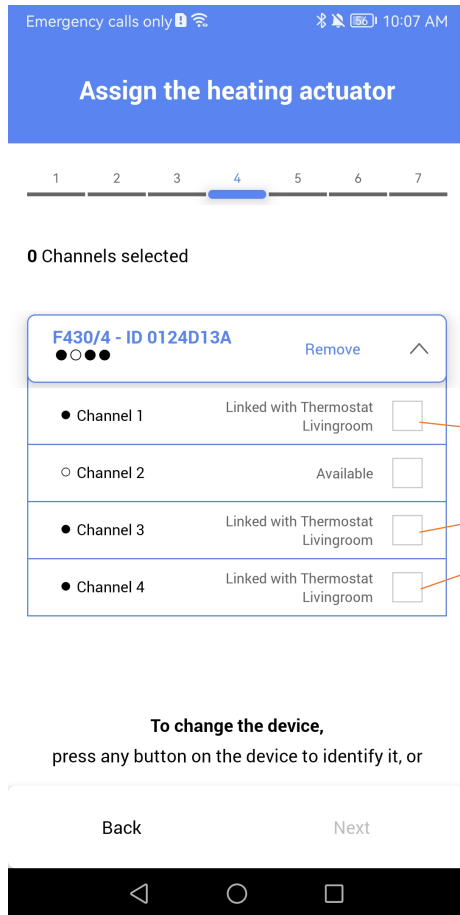 Emergency calls only 56 10:07 AM
Assign the heating actuator
1 2 3 4 5 6 7
0 Channels selected
F430/4 - ID 0124D13A
Remove
Channel 1
Linked with Thermostat
Livingroom
Channel 2
Available
Channel 3
Linked with Thermostat
Livingroom
Channel 4
Linked with Thermostat
Livingroom
To change the device,
press any button on the device to identify it, or
Back
Next